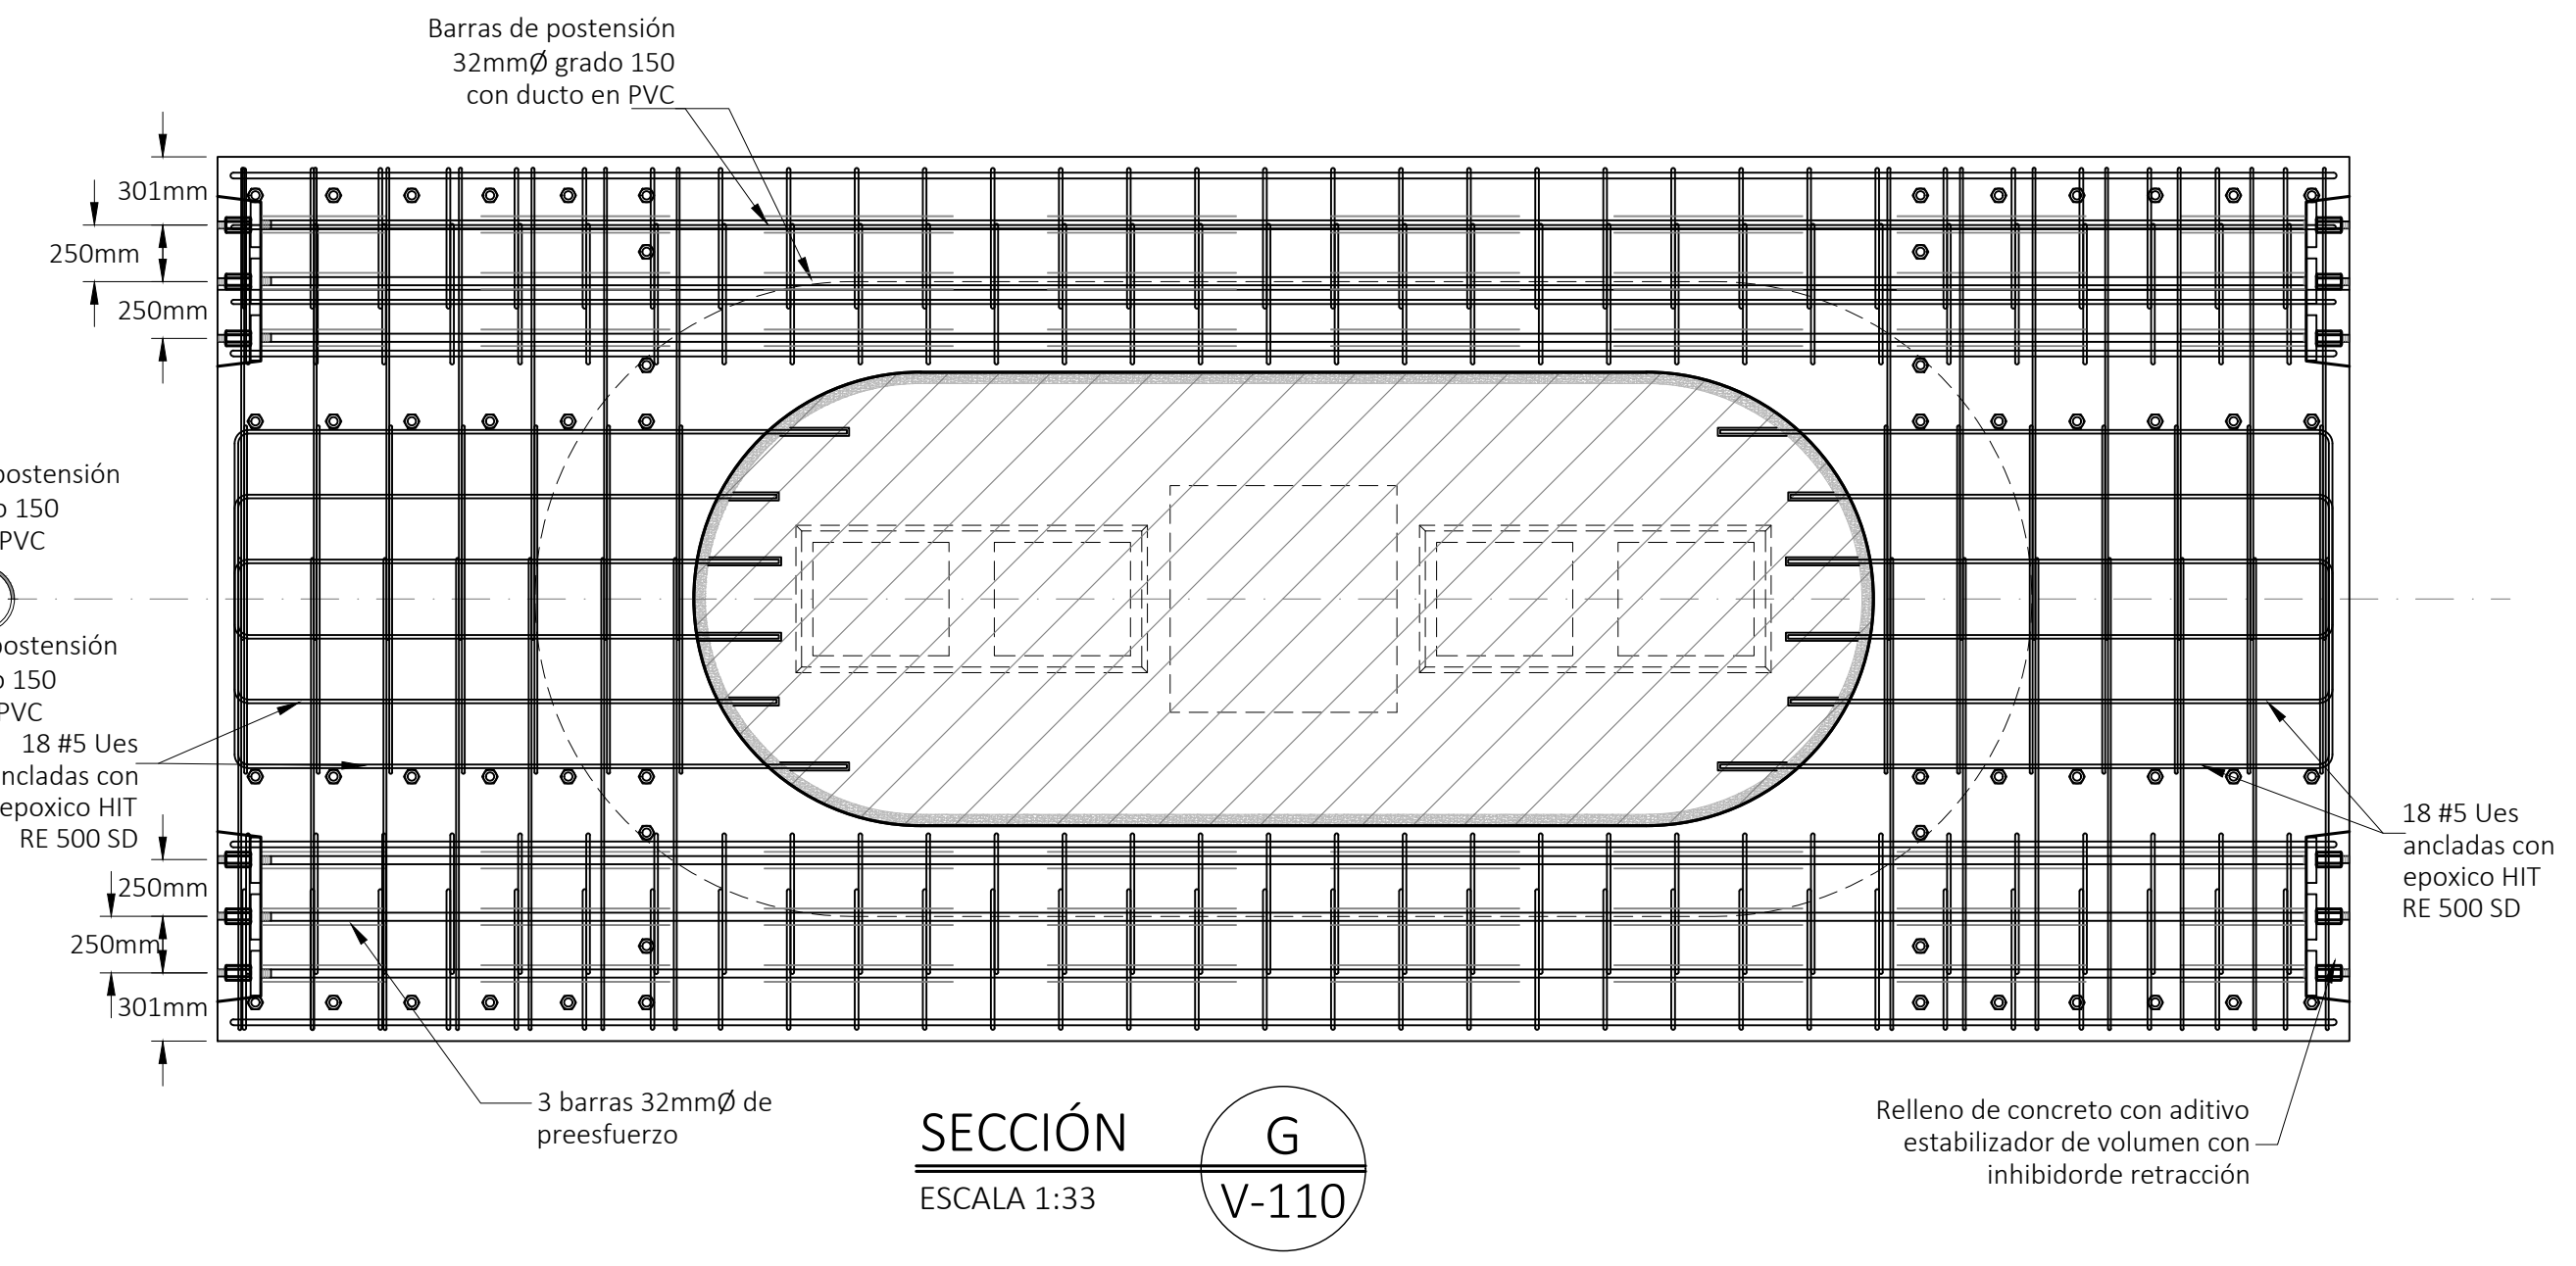 Barras de postensión
32mmØ grado 150
con ducto en PVC
301mm
250mm
250mm
postensión
150
PVC
postensión
150
PVC
18 #5 Ues
ancladas con
epoxico HIT
RE 500 SD
250mm
250mm
301mm
18 #5 Ues
ancladas con
epoxico HIT
RE 500 SD
3 barras 32mmØ de
preesfuerzo
Relleno de concreto con aditivo
estabilizador de volumen con
inhibidorde retracción
SECCIÓN
G
ESCALA 1:33
V-110